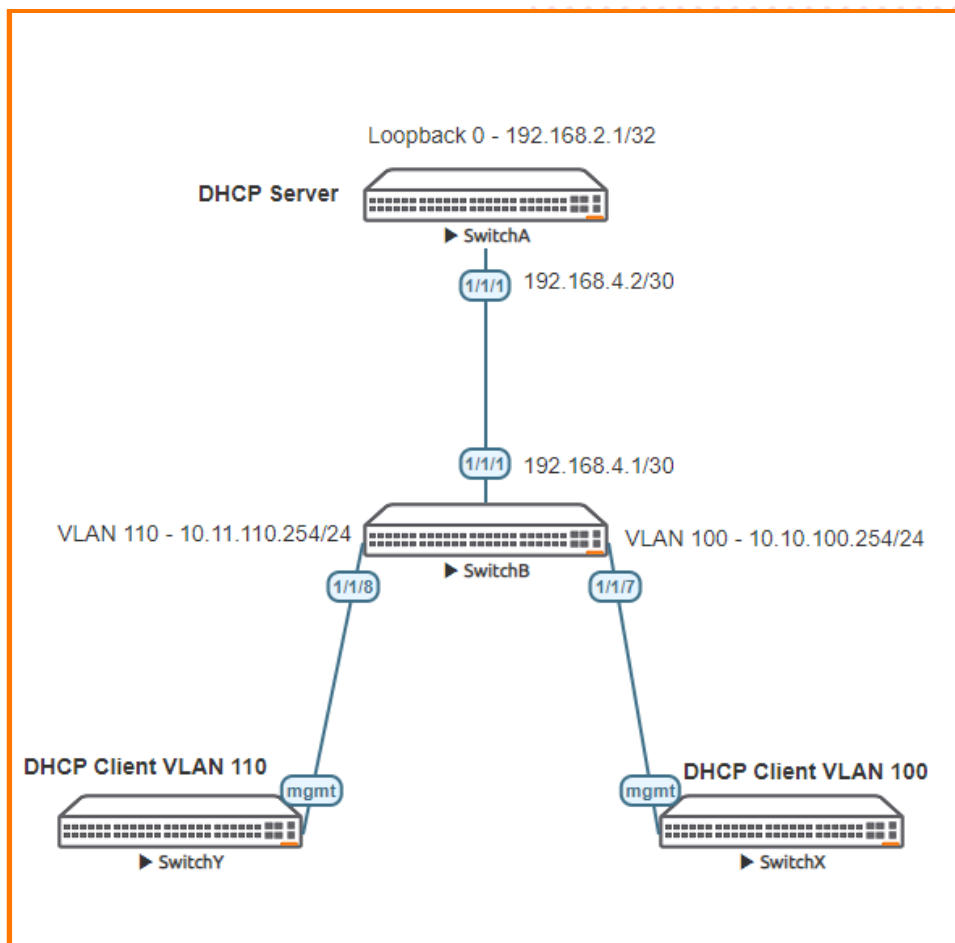 Loopback 0 - 192.168.2.1/32
DHCP Server
▶ SwitchA
1/1/1
192.168.4.2/30
1/1/1
192.168.4.1/30
VLAN 110 - 10.11.110.254/24
VLAN 100 - 10.10.100.254/24
▶ SwitchB
1/1/8
1/1/7
DHCP Client VLAN 110
DHCP Client VLAN 100
mgmt
mgmt
▶ SwitchY
▶ SwitchX